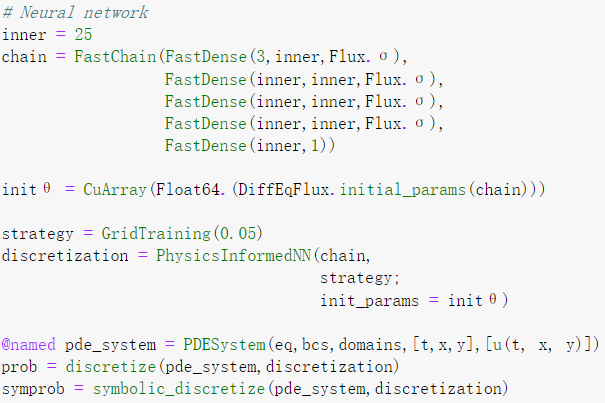 # Neural network
inner = 25
chain = FastChain(FastDense(3,inner,Flux.σ),
                  FastDense(inner,inner,Flux.σ),
                  FastDense(inner,inner,Flux.σ),
                  FastDense(inner,inner,Flux.σ),
                  FastDense(inner,1))

initθ = CuArray(Float64.(DiffEqFlux.initial_params(chain)))

strategy = GridTraining(0.05)
discretization = PhysicsInformedNN(chain,
                                   strategy;
                                   init_params = initθ)

@named pde_system = PDESystem(eq,bcs,domains,[t,x,y],[u(t, x, y)])
prob = discretize(pde_system,discretization)
symprob = symbolic_discretize(pde_system,discretization)